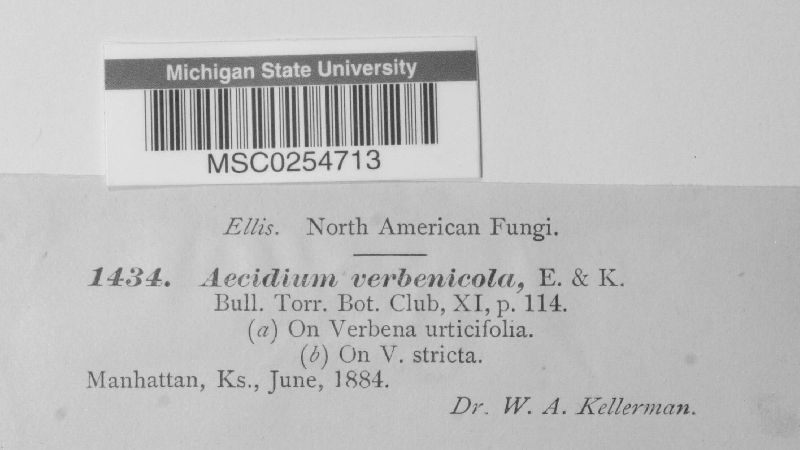 Michigan State University
MSC0254713
Ellis. North American Fungi.
1434. Aecidium verbenicola, E. & K.
Bull. Torr. Bot. Club, XI, p. 114.
(a) On Verbena urticifolia.
(b) On V. stricta.
Manhattan, Ks., June, 1884.
Dr. W. A. Kellerman.